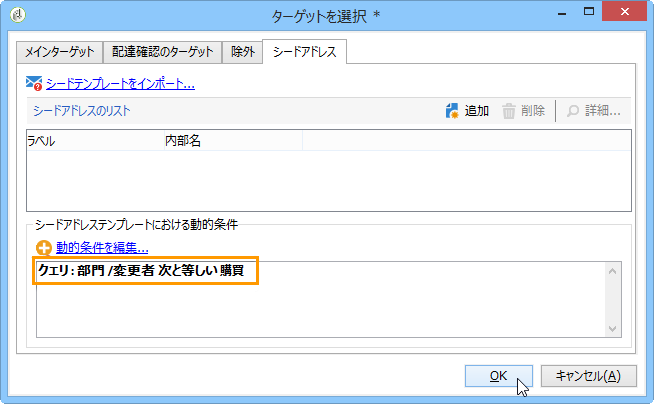 ターゲットを選択 *
メインターゲット 配達確認のターゲット 除外 シードアドレス
シードテンプレートをインポート...
シードアドレスのリスト 追加 削除 詳細...
ラベル 内部名
シードアドレステンプレートにおける動的条件
動的条件を編集...
クエリ: 部門 /変更者 次と等しい 購買
OK キャンセル(A)